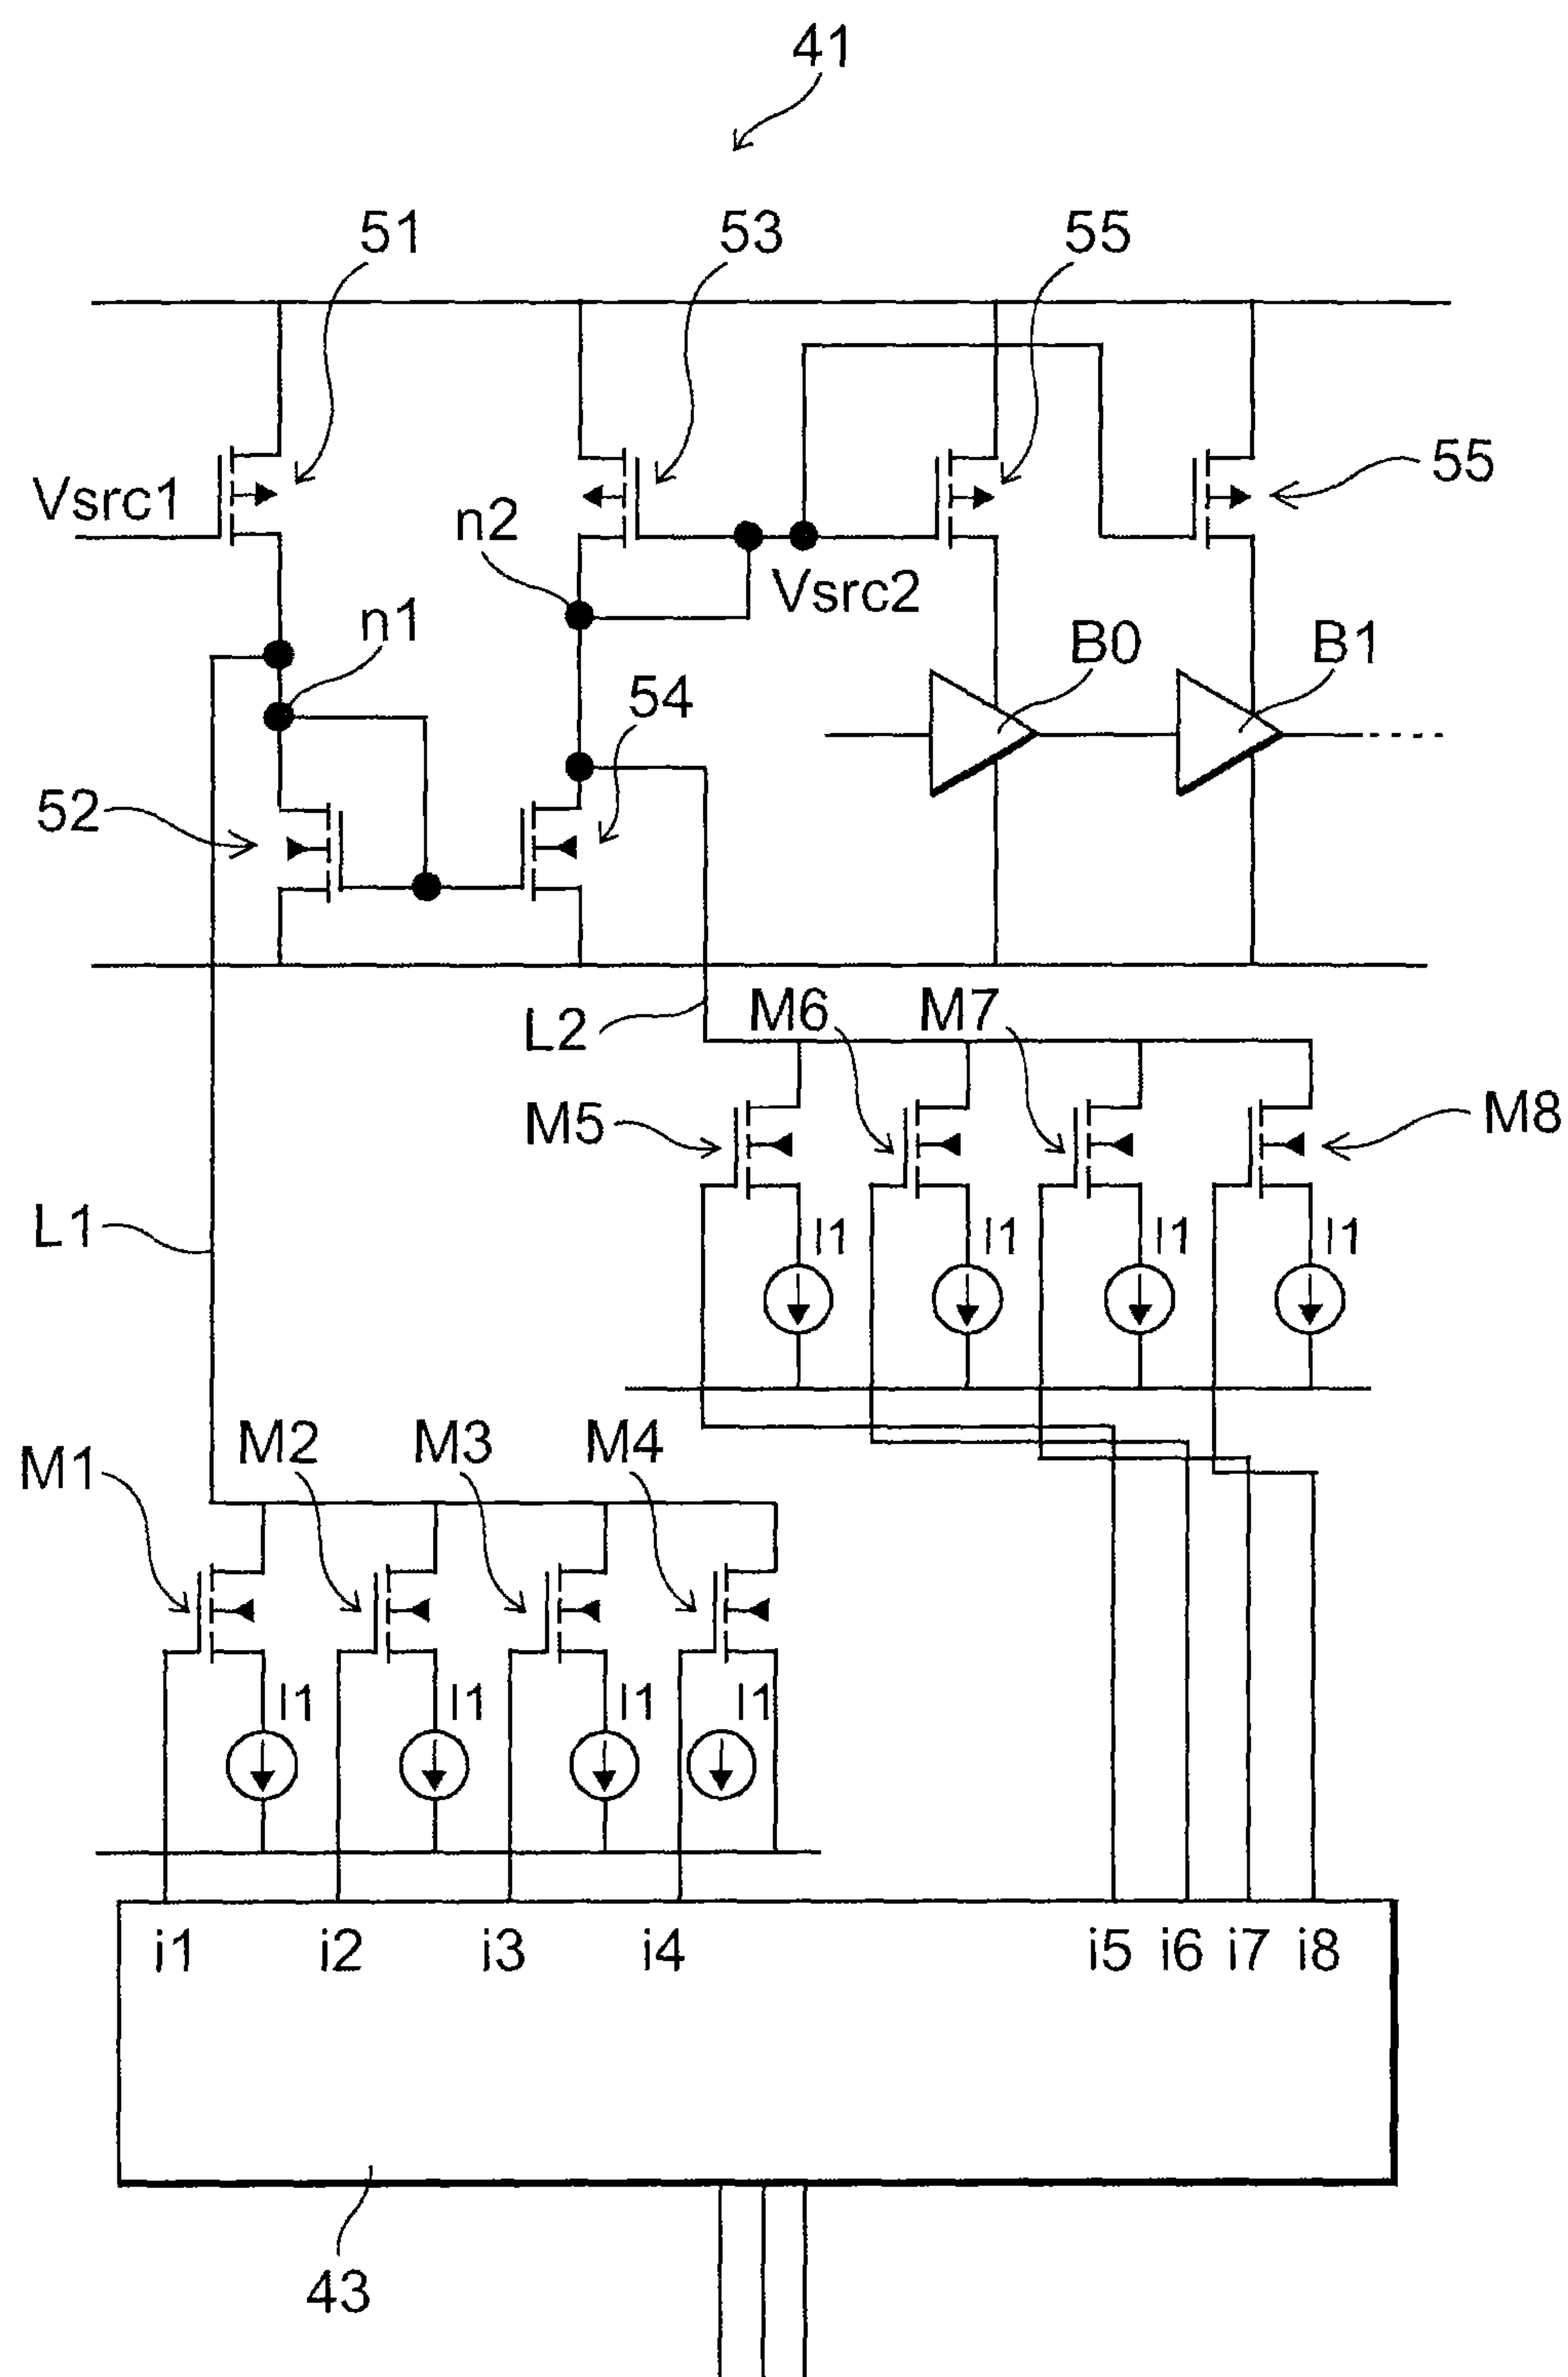 41
51 53 55
Vsrc1 n2 55
Vsrc2
n1 B0 B1
54
52
L2 M6 M7
M5 M8
L1 I1 I1 I1 I1
M1 M2 M3 M4
I1 I1 I1 I1
i1 i2 i3 i4 i5 i6 i7 i8
43